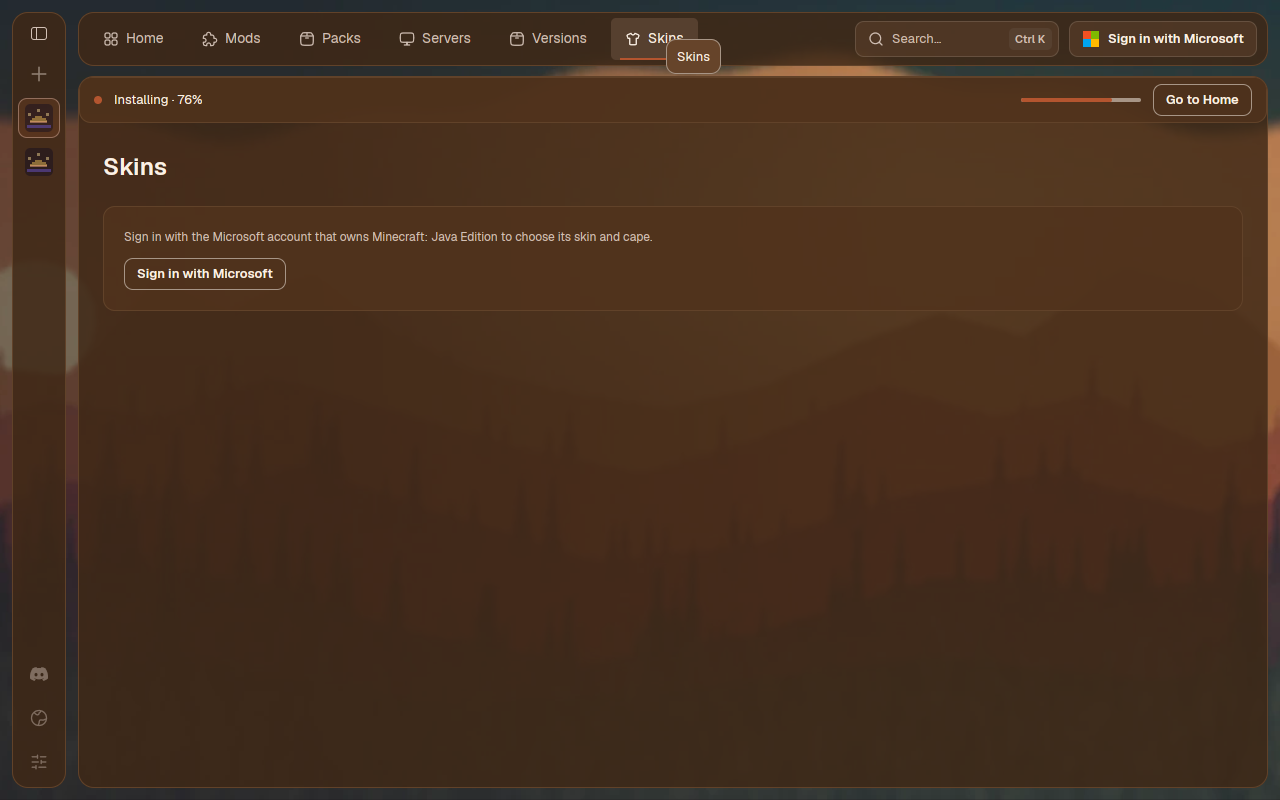 Home
Mods
Packs
Servers
Versions
Skins
Search...
Ctrl K
Sign in with Microsoft
Skins
Installing · 76%
Go to Home
Skins
Sign in with the Microsoft account that owns Minecraft: Java Edition to choose its skin and cape.
Sign in with Microsoft